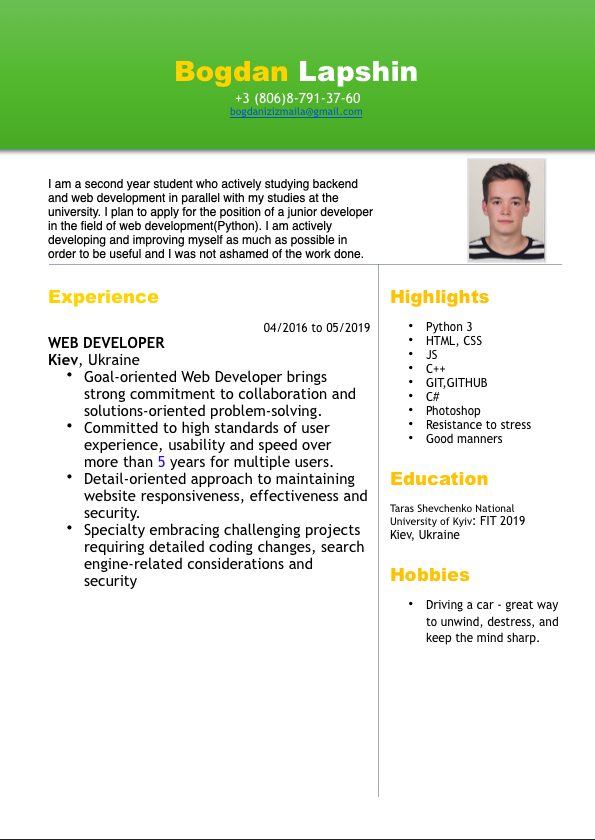 Bogdan Lapshin
+3 (806)8-791-37-60
bogdanizizmaila@gmail.com
I am a second year student who actively studying backend
and web development in parallel with my studies at the
university. I plan to apply for the position of a junior developer
in the field of web development(Python). I am actively
developing and improving myself as much as possible in
order to be useful and I was not ashamed of the work done.
Experience
04/2016 to 05/2019
WEB DEVELOPER
Kiev, Ukraine
• Goal-oriented Web Developer brings
strong commitment to collaboration and
solutions-oriented problem-solving.
• Committed to high standards of user
experience, usability and speed over
more than 5 years for multiple users.
• Detail-oriented approach to maintaining
website responsiveness, effectiveness and
security.
• Specialty embracing challenging projects
requiring detailed coding changes, search
engine-related considerations and
security
Highlights
• Python 3
• HTML, CSS
• JS
• C++
• GIT,GITHUB
• C#
• Photoshop
• Resistance to stress
• Good manners
Education
Taras Shevchenko National
University of Kyiv: FIT 2019
Kiev, Ukraine
Hobbies
• Driving a car - great way
to unwind, destress, and
keep the mind sharp.